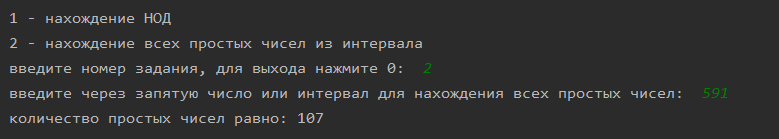 1 - нахождение НОД
2 - нахождение всех простых чисел из интервала
введите номер задания, для выхода нажмите 0:  2
введите через запятую число или интервал для нахождения всех простых чисел:  591
количество простых чисел равно: 107